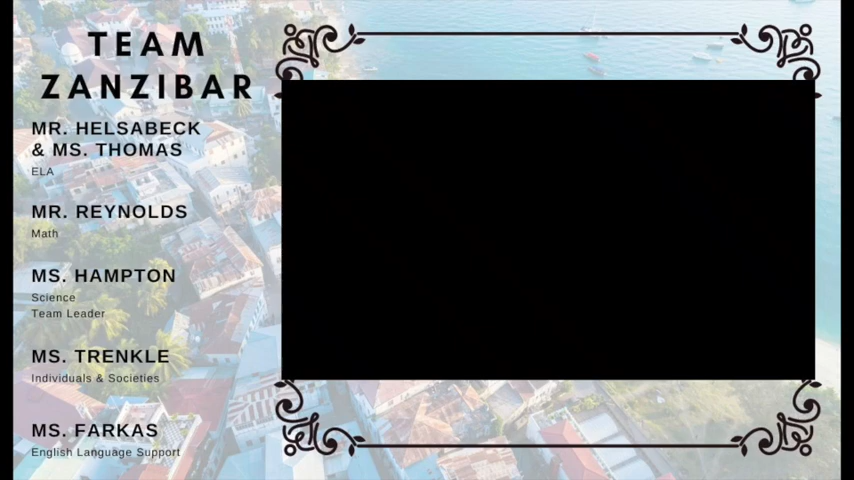 TEAM
ZANZIBAR
MR. HELSABECK
& MS. THOMAS
ELA
MR. REYNOLDS
Math
MS. HAMPTON
Science
Team Leader
MS. TRENKLE
Individuals & Societies
MS. FARKAS
English Language Support